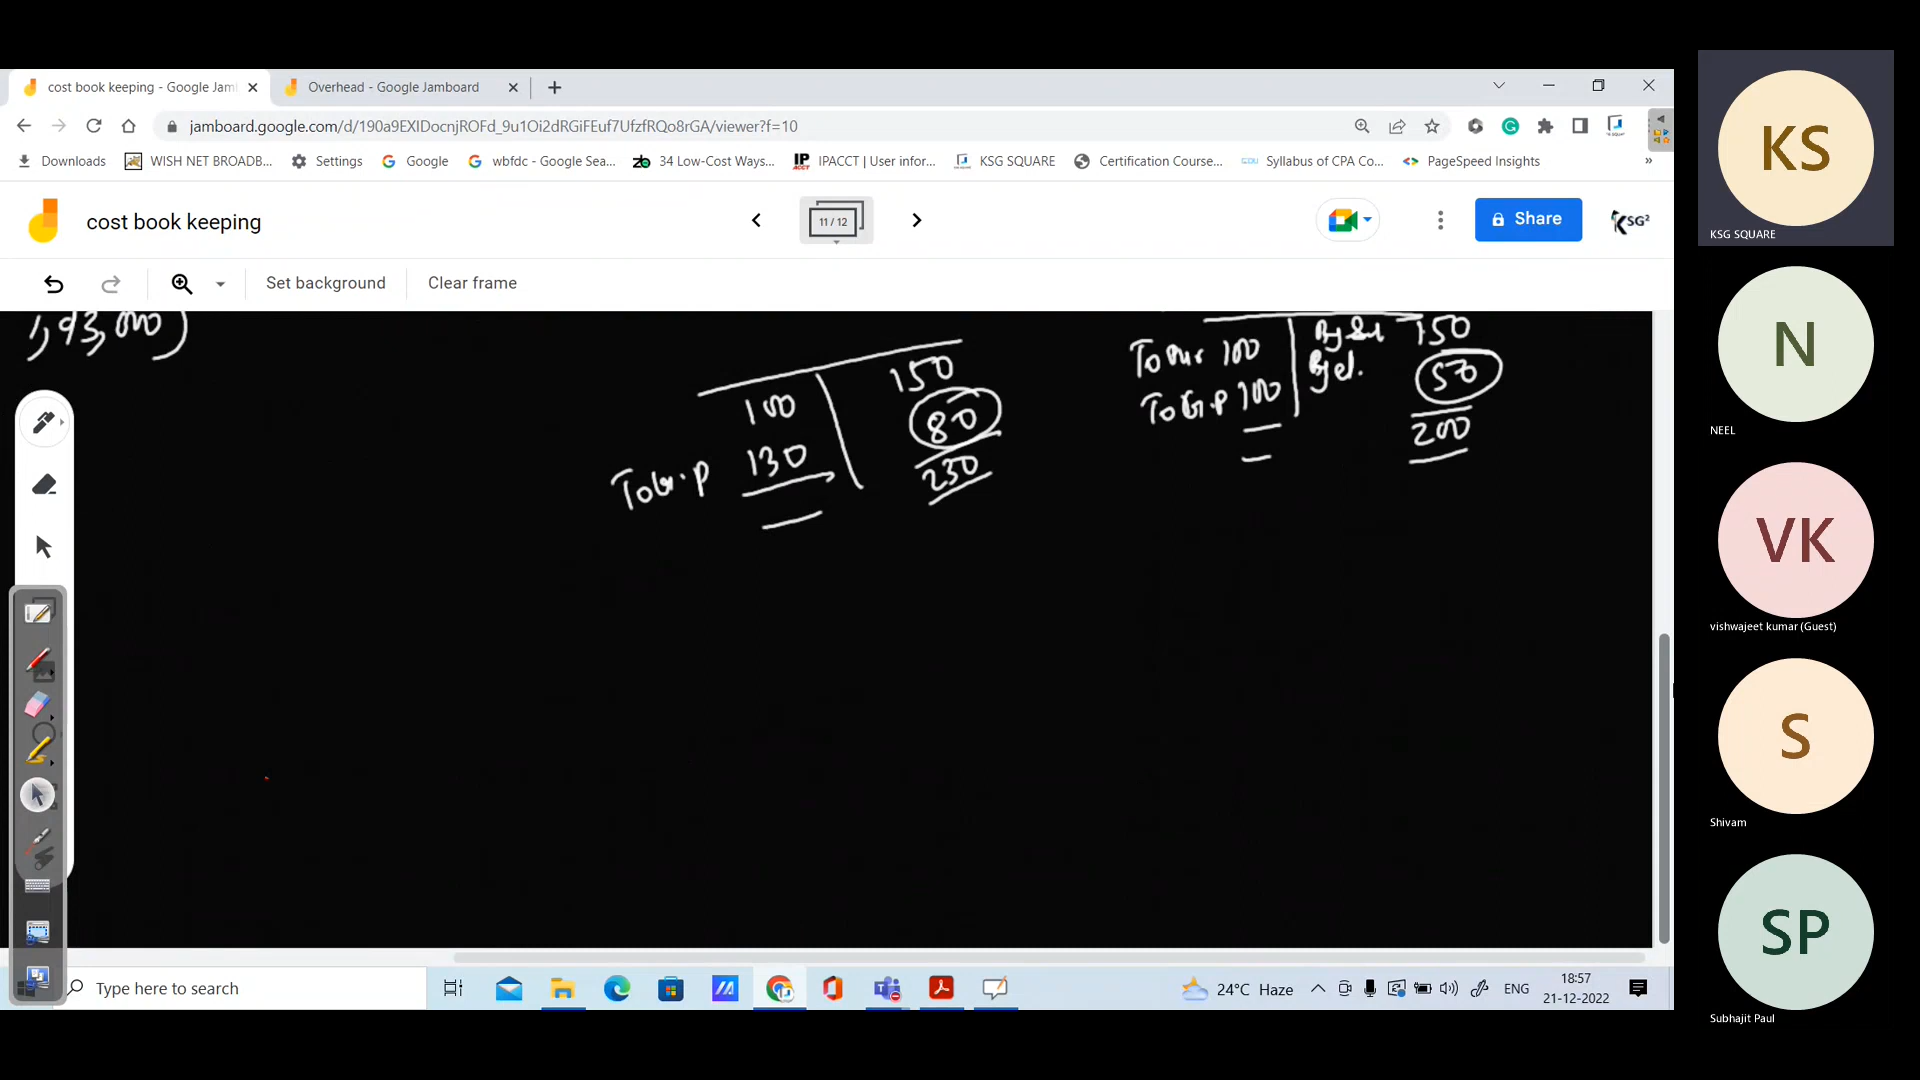 cost book keeping - Google Jam
Overhead - Google Jamboard
jamboard.google.com/d/190a9EXIDocnjROFd_9u1Oi2dRGiFEuf7UfzfRQo8rGA/viewer?f=10
Downloads WISH NET BROADB... Settings Google wbfdc - Google Sea... 34 Low-Cost Ways... IPACCT | User infor... KSG SQUARE Certification Course... Syllabus of CPA Co... PageSpeed Insights »
cost book keeping
11 / 12
Share
KSG²
Set background Clear frame
1,93,000)
100 150
80
To G.P 130
230
100 150
By cl. 50
To G.P 100
200
Type here to search
24°C Haze
ENG
18:57
21-12-2022
KS
KSG SQUARE
N
NEEL
VK
vishwajeet kumar (Guest)
S
Shivam
SP
Subhajit Paul